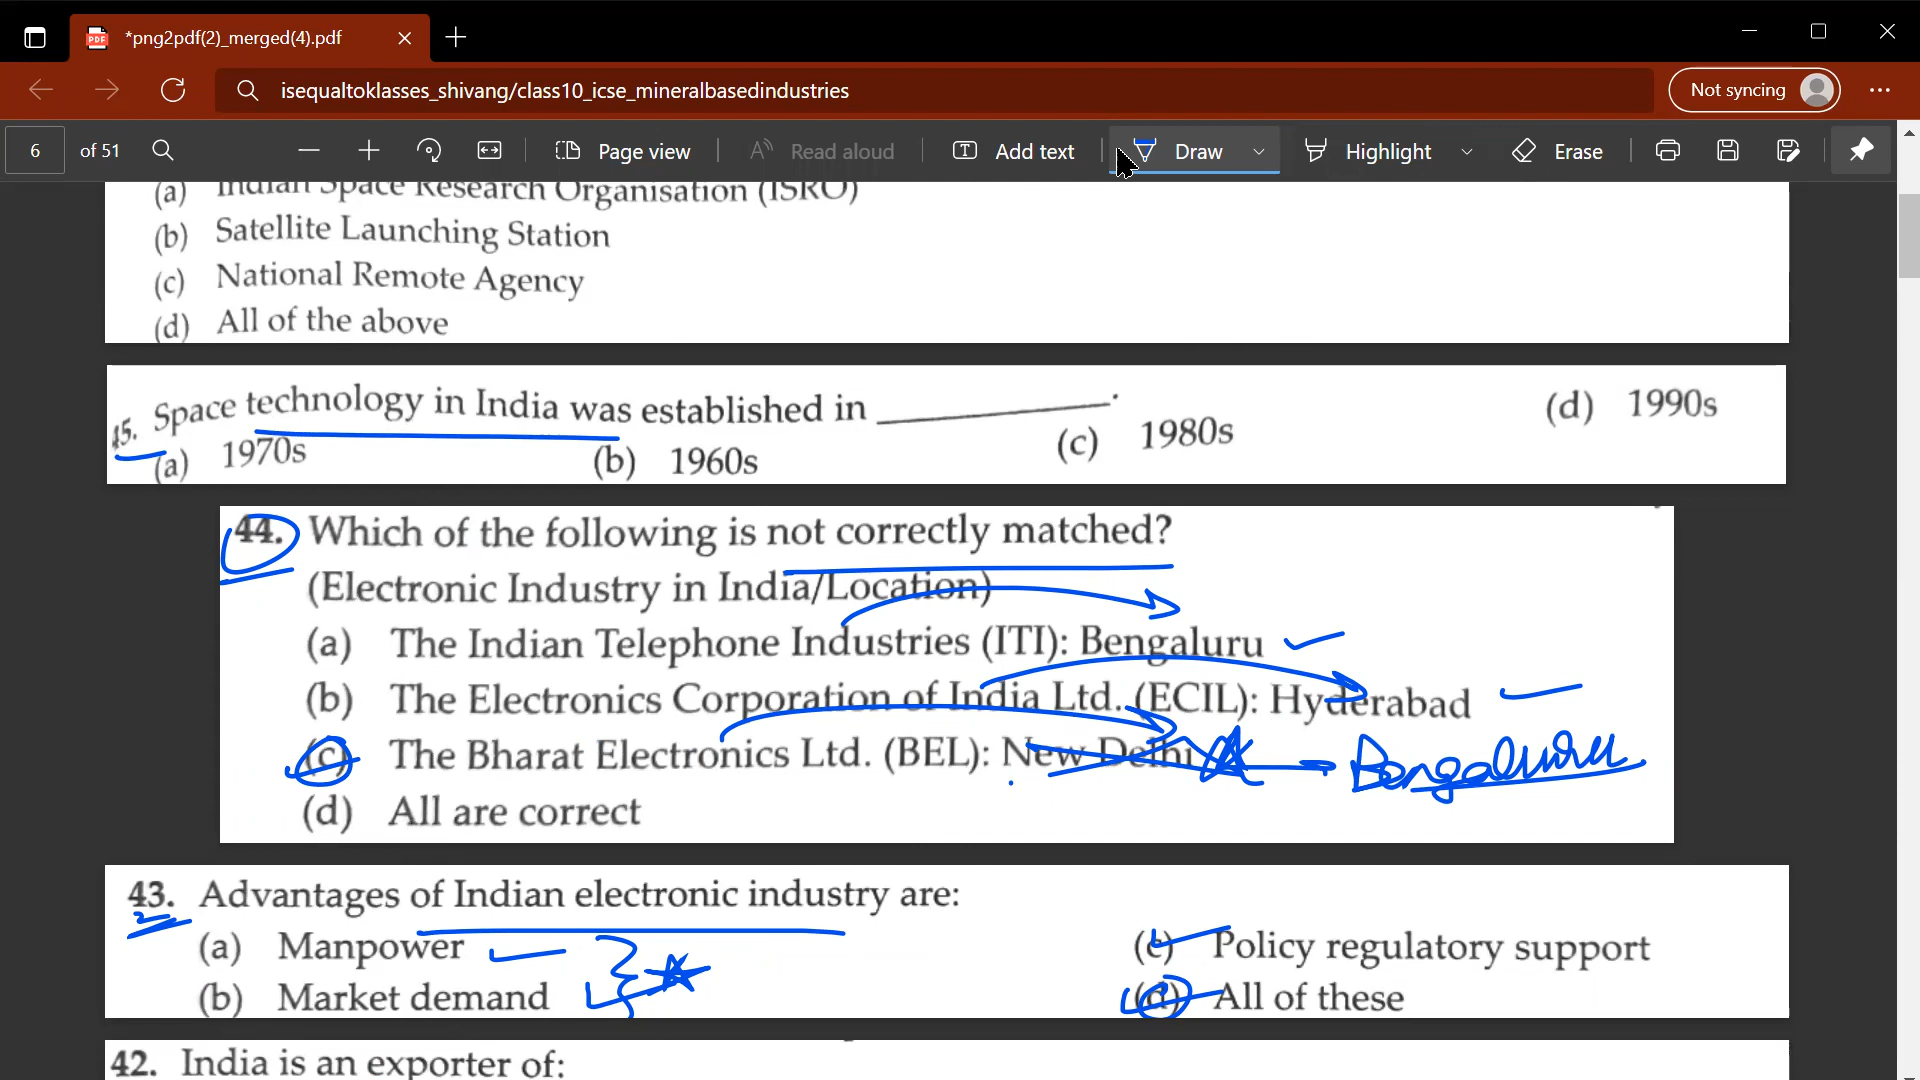 *png2pdf(2)_merged(4).pdf
isequaltoklasses_shivang/class10_icse_mineralbasedindustries
Not syncing
6 of 51
Page view
Read aloud
Add text
Draw
Highlight
Erase
(a) Indian Space Research Organisation (ISRO)
(b) Satellite Launching Station
(c) National Remote Agency
(d) All of the above
45. Space technology in India was established in ________.
(a) 1970s (b) 1960s (c) 1980s (d) 1990s
44. Which of the following is not correctly matched?
(Electronic Industry in India/Location)
(a) The Indian Telephone Industries (ITI): Bengaluru
(b) The Electronics Corporation of India Ltd. (ECIL): Hyderabad
(c) The Bharat Electronics Ltd. (BEL): New Delhi Bengaluru
(d) All are correct
43. Advantages of Indian electronic industry are:
(a) Manpower (c) Policy regulatory support
(b) Market demand (d) All of these
42. India is an exporter of: